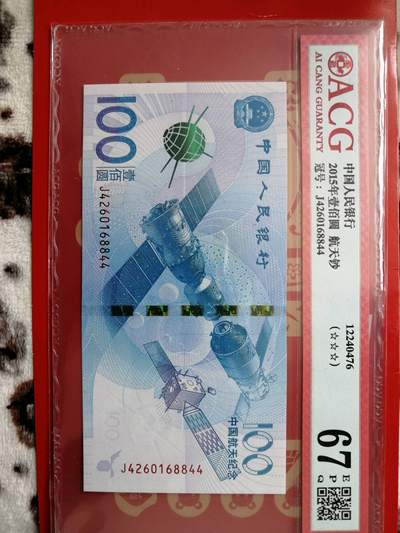 ACG
AI CANG GUARANTY
中国人民银行
2015年壹佰圆 航天钞
冠号：J4260168844
12240476
(☆☆☆)
67
E
P
Q
中国人民银行
100
壹佰圆
J4260168844
100
中国航天纪念
J4260168844